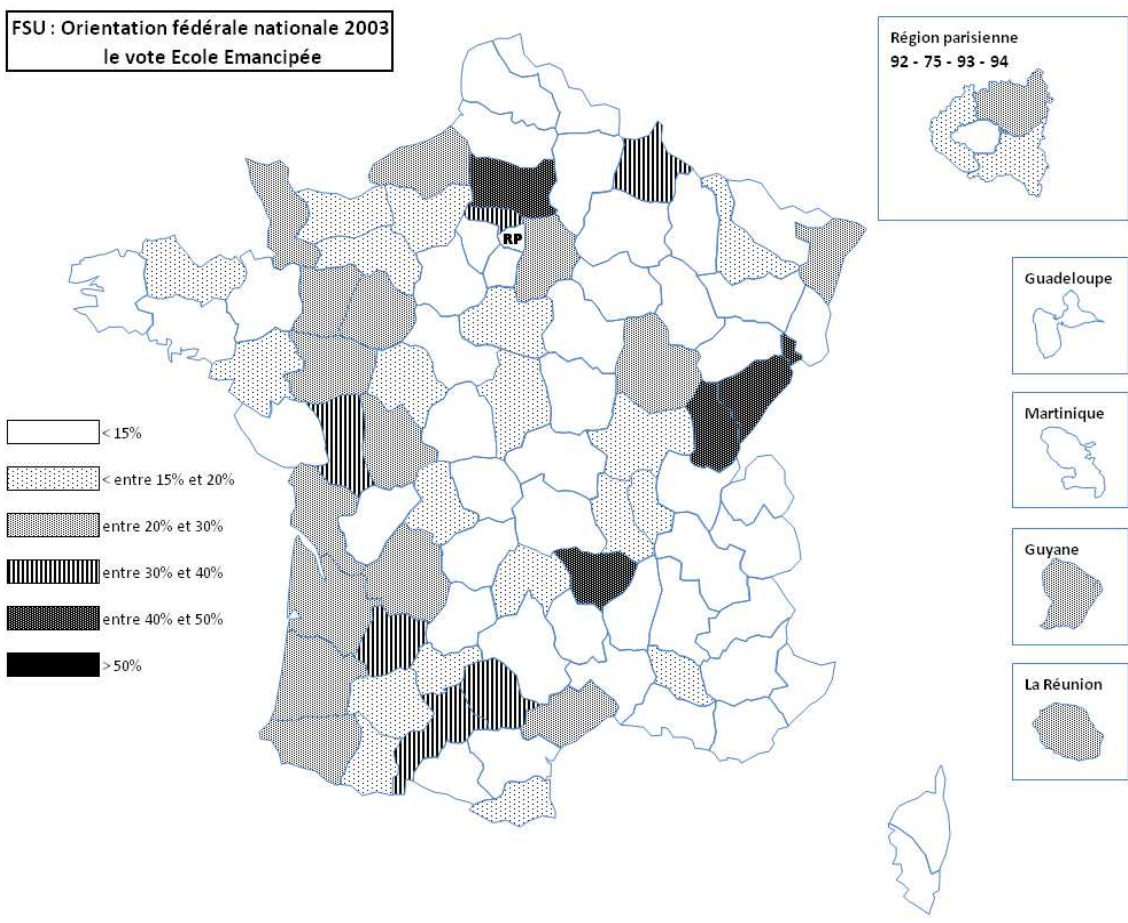 FSU : Orientation fédérale nationale 2003
le vote Ecole Emancipée
Région parisienne
92 - 75 - 93 - 94
RP
Guadeloupe
Martinique
Guyane
La Réunion
< 15%
< entre 15% et 20%
entre 20% et 30%
entre 30% et 40%
entre 40% et 50%
> 50%